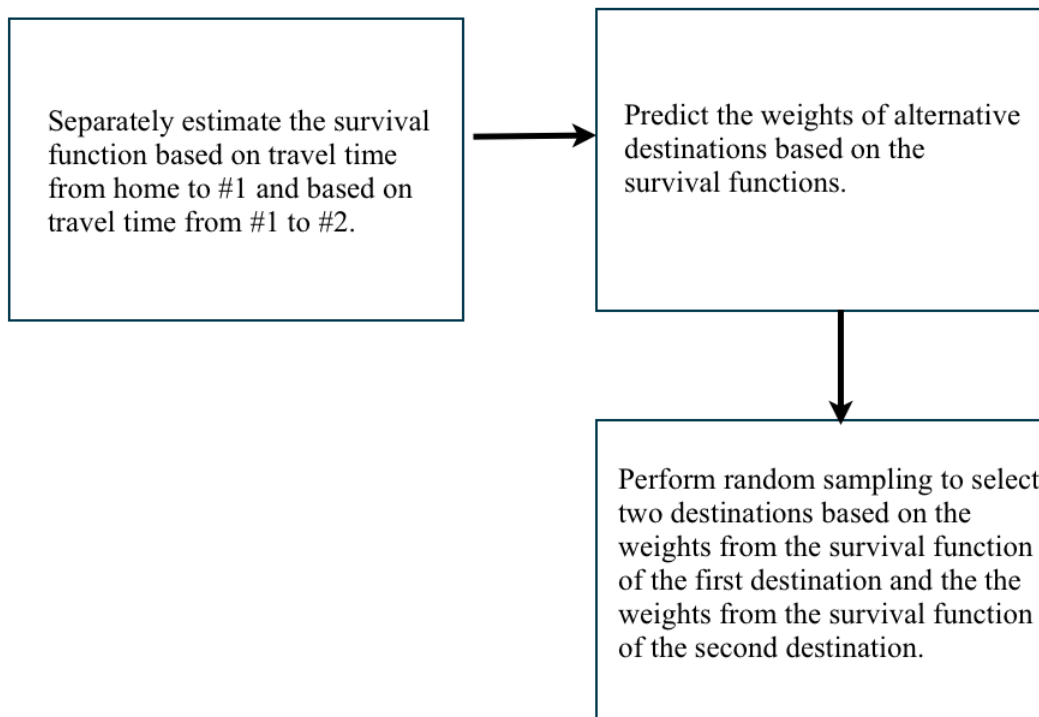 Separately estimate the survival
function based on travel time
from home to #1 and based on
travel time from #1 to #2.
Predict the weights of alternative
destinations based on the
survival functions.
Perform random sampling to select
two destinations based on the
weights from the survival function
of the first destination and the the
weights from the survival function
of the second destination.